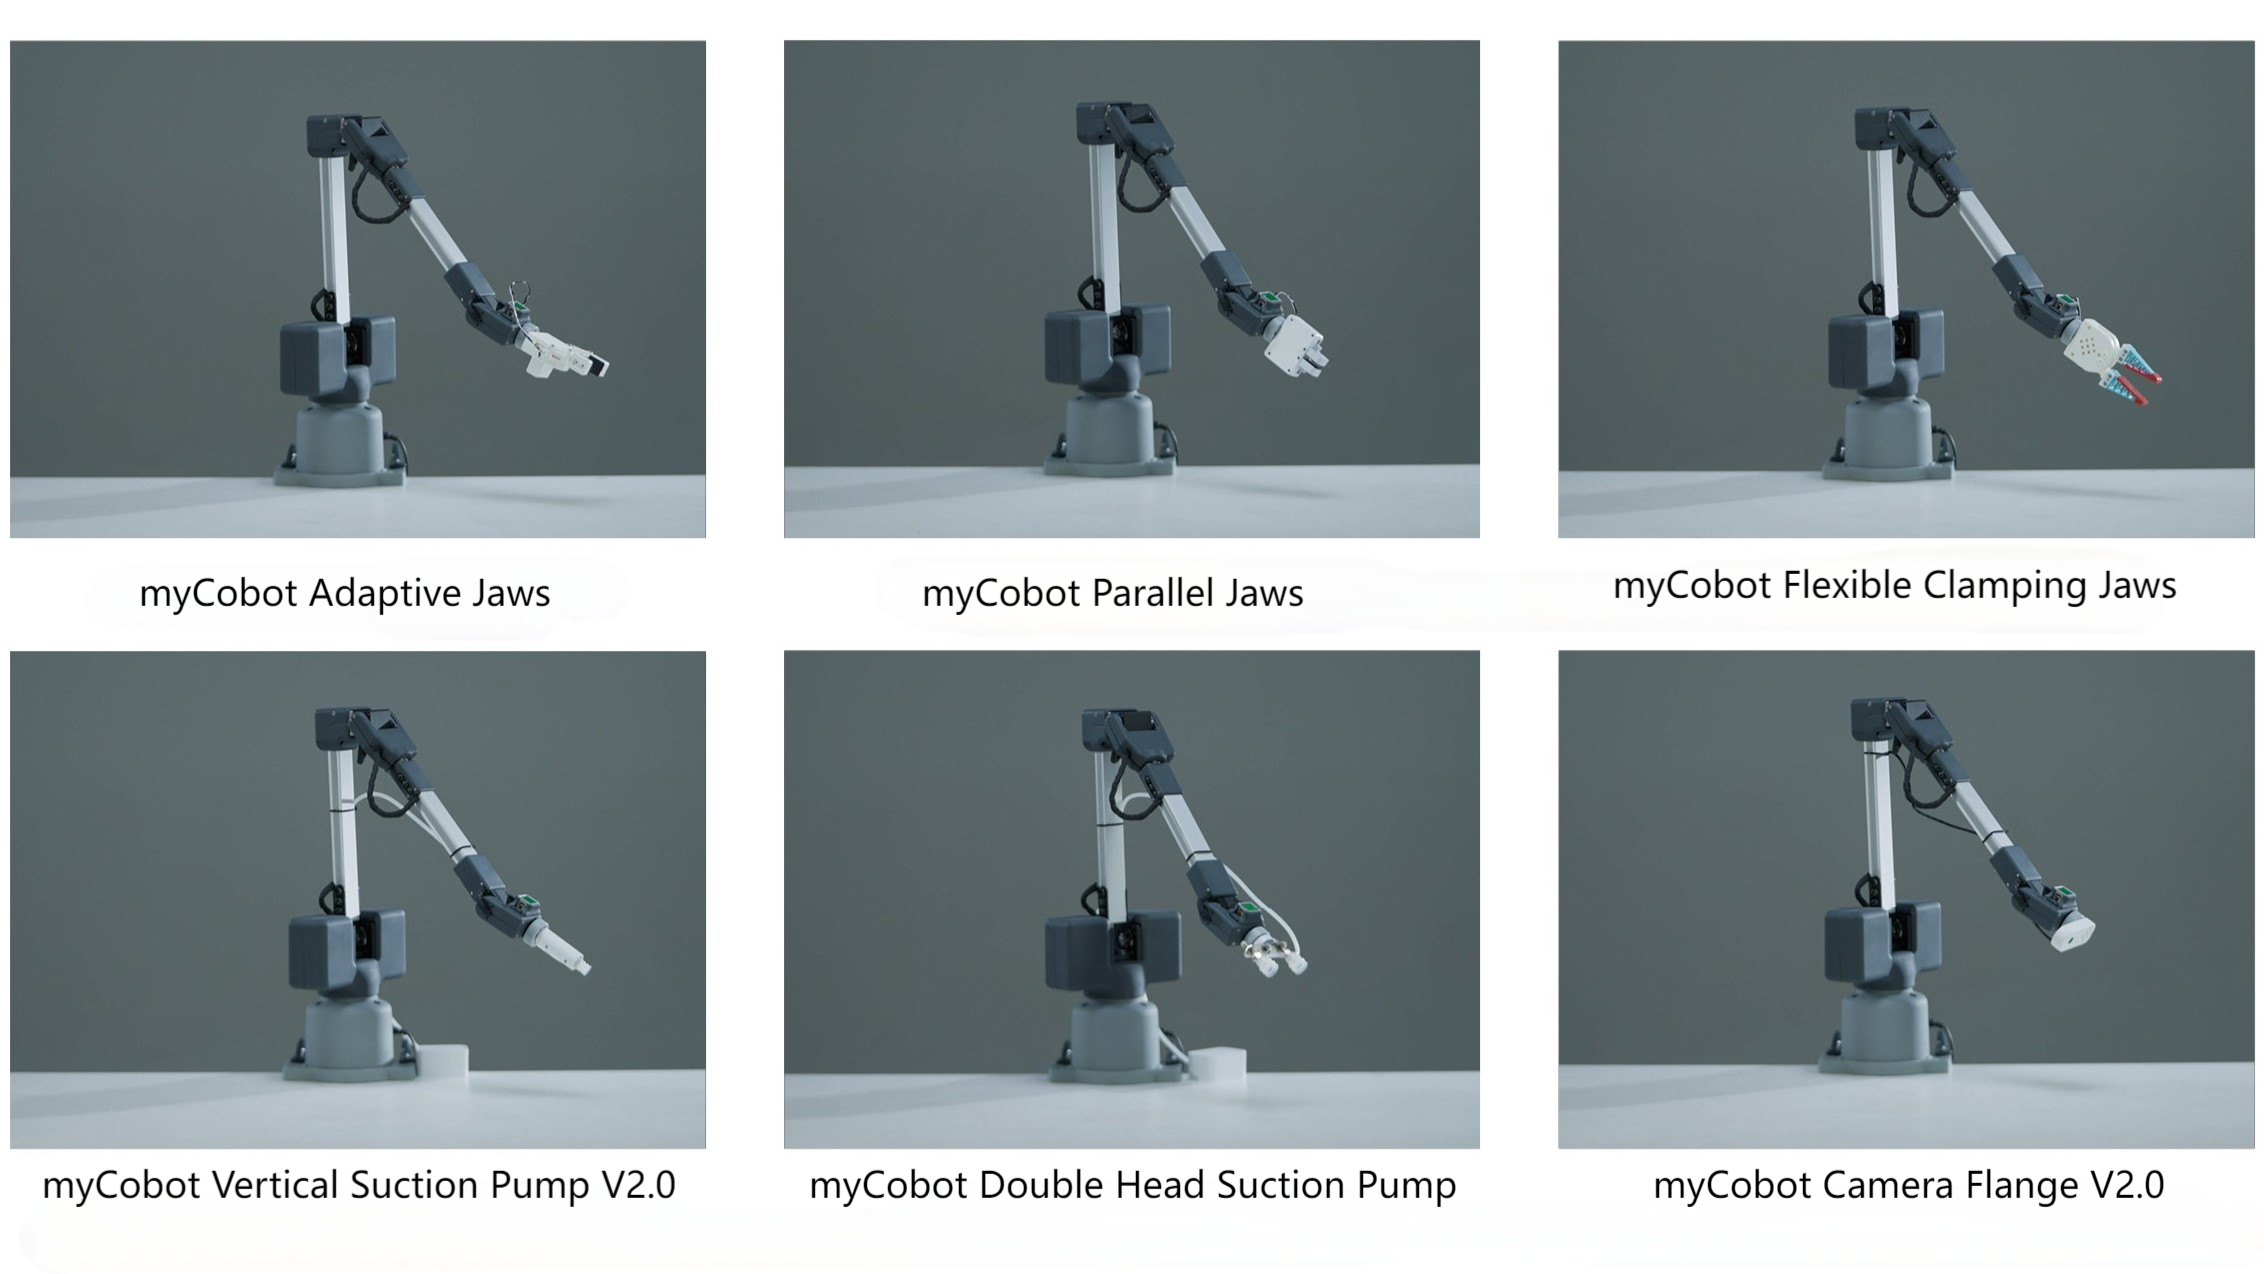 myCobot Adaptive Jaws
myCobot Parallel Jaws
myCobot Flexible Clamping Jaws
myCobot Vertical Suction Pump V2.0
myCobot Double Head Suction Pump
myCobot Camera Flange V2.0